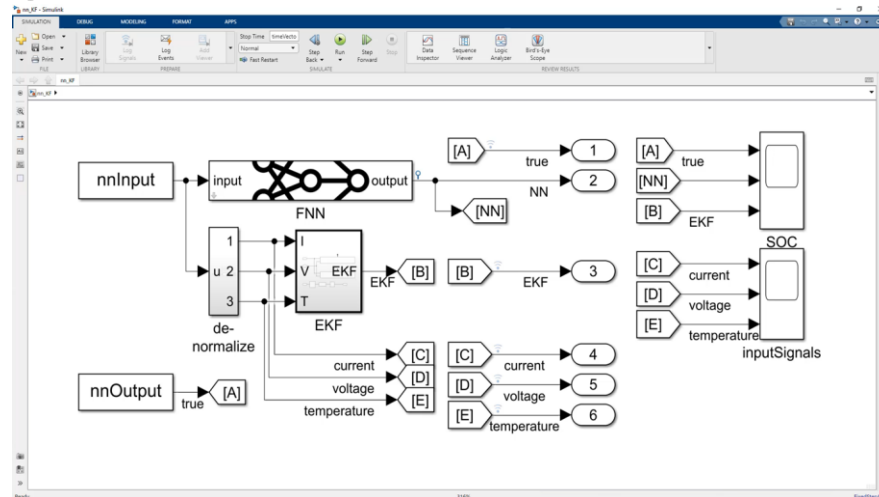 nn_KF - Simulink
SIMULATION DEBUG MODELING FORMAT APPS
New
Open
Save
Print
FILE
Library Browser
LIBRARY
Log Signals
Log Events
Add Viewer
PREPARE
Stop Time timeVecto
Normal
Fast Restart
Step Back
Run
Step Forward
Stop
SIMULATE
Data Inspector
Sequence Viewer
Logic Analyzer
Bird's-Eye Scope
REVIEW RESULTS
nn_KF
nn_KF
nnInput
input
output
FNN
[NN]
[A]
true
1
NN
2
[A]
true
[NN]
[B]
EKF
SOC
u
1
2
3
de-
normalize
I
V
T
EKF
EKF
EKF
[B]
[B]
EKF
3
[C]
current
[D]
voltage
[E]
temperature
inputSignals
current
[C]
voltage
[D]
temperature
[E]
[C]
current
4
[D]
voltage
5
[E]
temperature
6
nnOutput
true
[A]
Ready